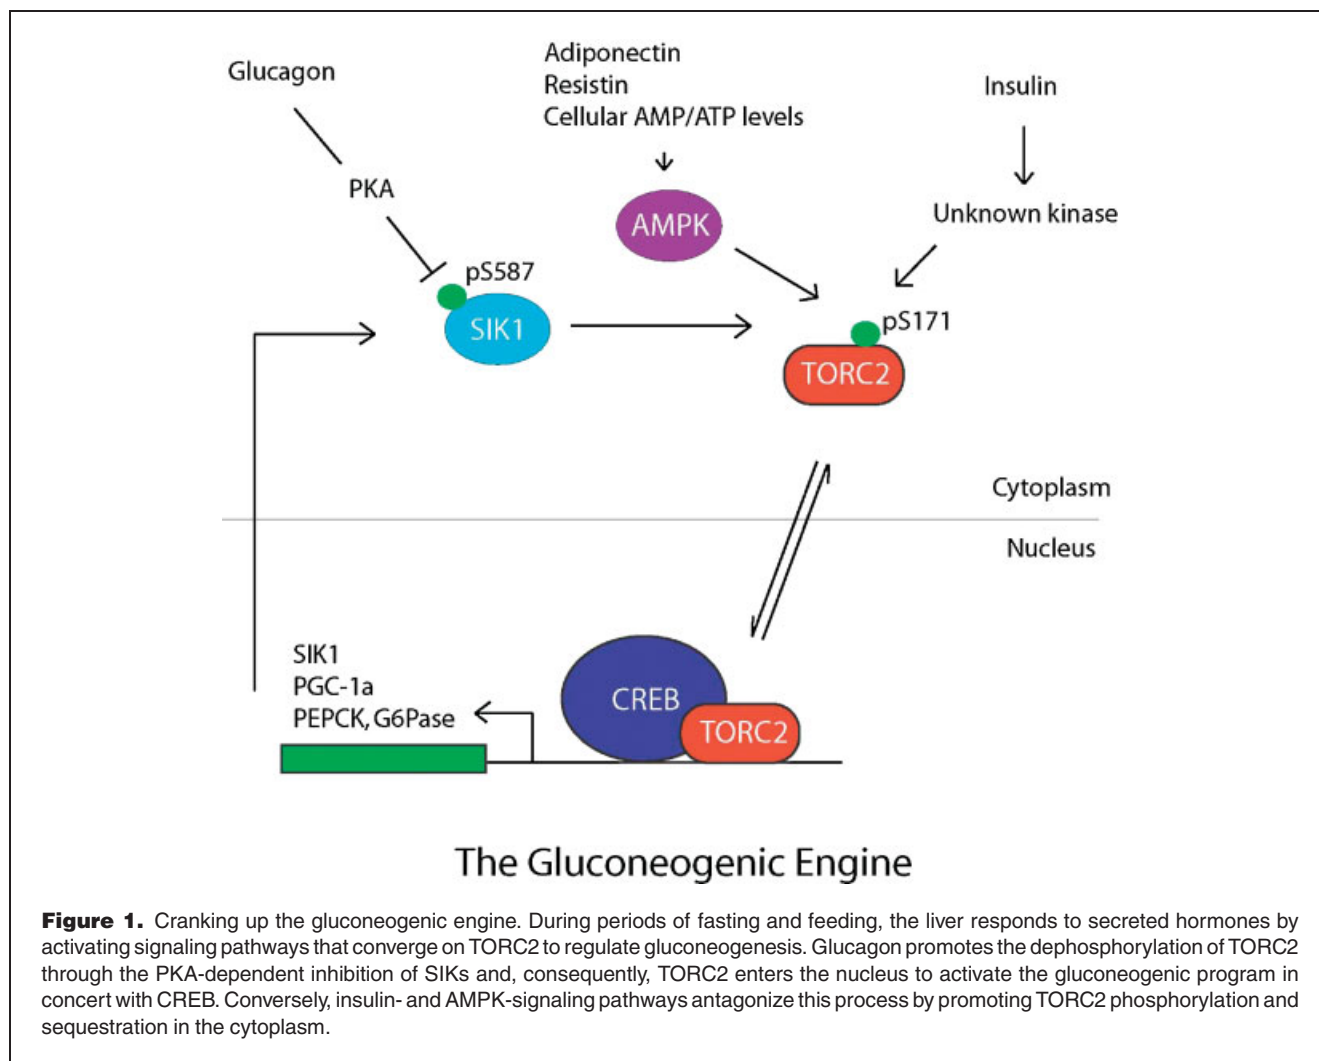 Glucagon
Adiponectin
Resistin
Cellular AMP/ATP levels
Insulin
PKA
AMPK
Unknown kinase
pS587
SIK1
pS171
TORC2
Cytoplasm
Nucleus
SIK1
PGC-1a
PEPCK, G6Pase
CREB
TORC2
The Gluconeogenic Engine
Figure 1. Cranking up the gluconeogenic engine. During periods of fasting and feeding, the liver responds to secreted hormones by
activating signaling pathways that converge on TORC2 to regulate gluconeogenesis. Glucagon promotes the dephosphorylation of TORC2
through the PKA-dependent inhibition of SIKs and, consequently, TORC2 enters the nucleus to activate the gluconeogenic program in
concert with CREB. Conversely, insulin- and AMPK-signaling pathways antagonize this process by promoting TORC2 phosphorylation and
sequestration in the cytoplasm.